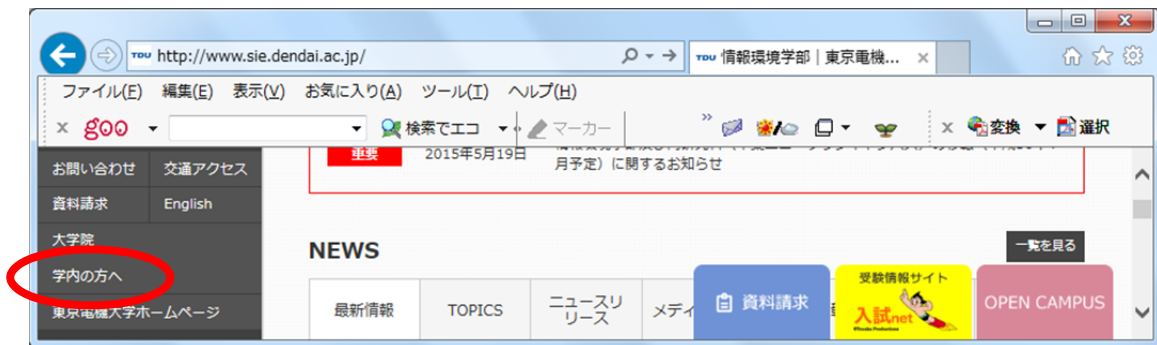 TDU http://www.sie.dendai.ac.jp/
TDU 情報環境学部 | 東京電機... ×
ファイル(F) 編集(E) 表示(V) お気に入り(A) ツール(T) ヘルプ(H)
× goo 検索でエコ マーカー » × 変換 選択
お問い合わせ 交通アクセス
資料請求 English
大学院
学内の方へ
東京電機大学ホームページ
重要 2015年5月19日
月予定）に関するお知らせ
NEWS
一覧を見る
最新情報 TOPICS ニュースリ
リース メディ
資料請求
受験情報サイト
入試net
OPEN CAMPUS